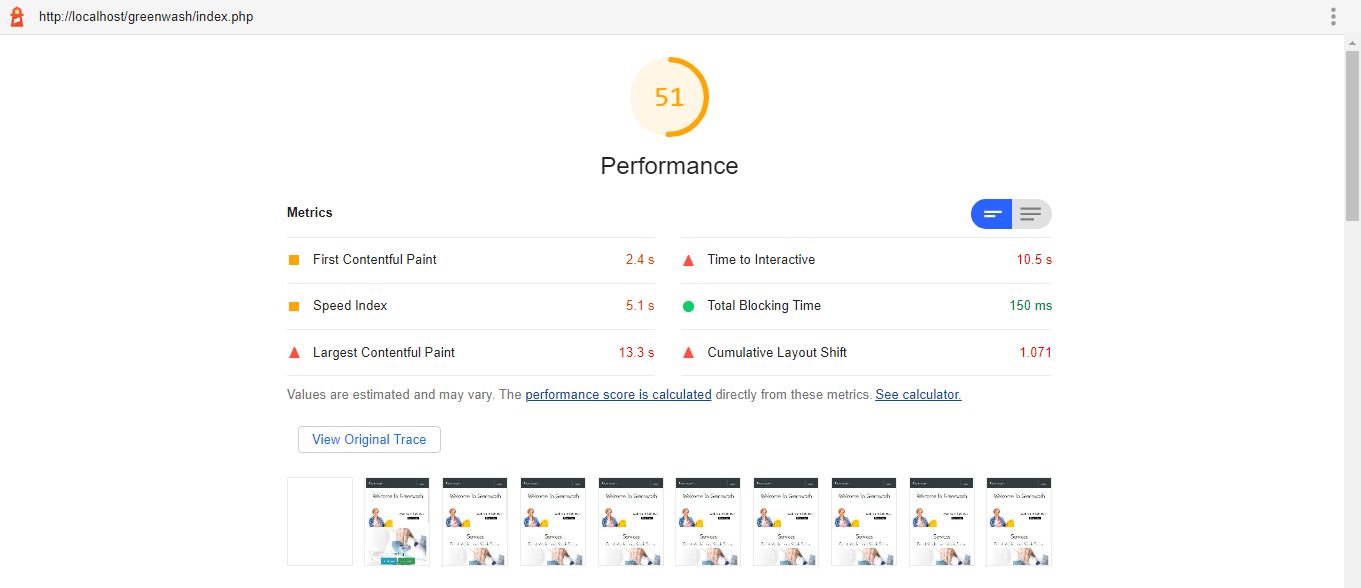 http://localhost/greenwash/index.php
51
Performance
Metrics
First Contentful Paint 2.4 s
Time to Interactive 10.5 s
Speed Index 5.1 s
Total Blocking Time 150 ms
Largest Contentful Paint 13.3 s
Cumulative Layout Shift 1.071
Values are estimated and may vary. The performance score is calculated directly from these metrics. See calculator.
View Original Trace
Welcome To Greenwash Welcome To Greenwash Welcome To Greenwash Welcome To Greenwash Welcome To Greenwash Welcome To Greenwash Welcome To Greenwash Welcome To Greenwash Welcome To Greenwash
Services Services Services Services Services Services Services Services